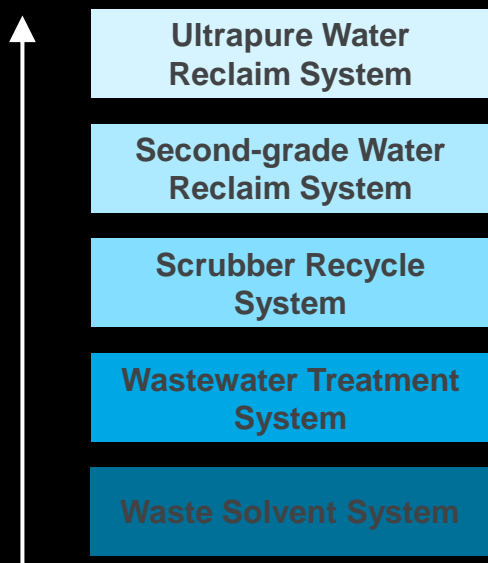 Ultrapure Water
Reclaim System
Second-grade Water
Reclaim System
Scrubber Recycle
System
Wastewater Treatment
System
Waste Solvent System